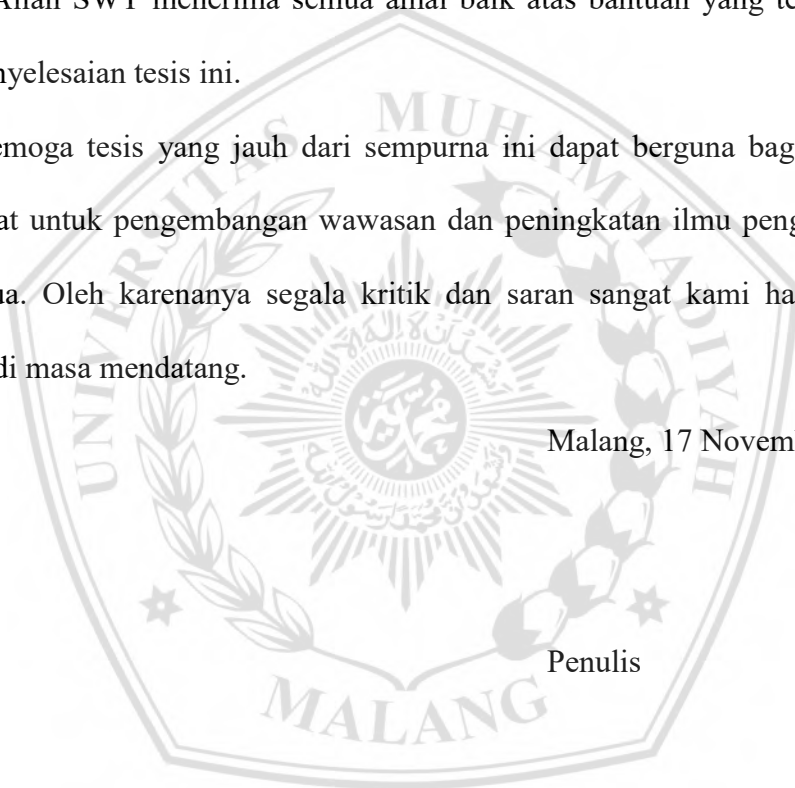 Allah SWT menerima semua amal baik atas bantuan yang te
nyelesaian tesis ini.
emoga tesis yang jauh dari sempurna ini dapat berguna bag
at untuk pengembangan wawasan dan peningkatan ilmu peng
ua. Oleh karenanya segala kritik dan saran sangat kami ha
di masa mendatang.
Malang, 17 Novem
Penulis
UNIVERSITAS MUHAMMADIYAH
MALANG